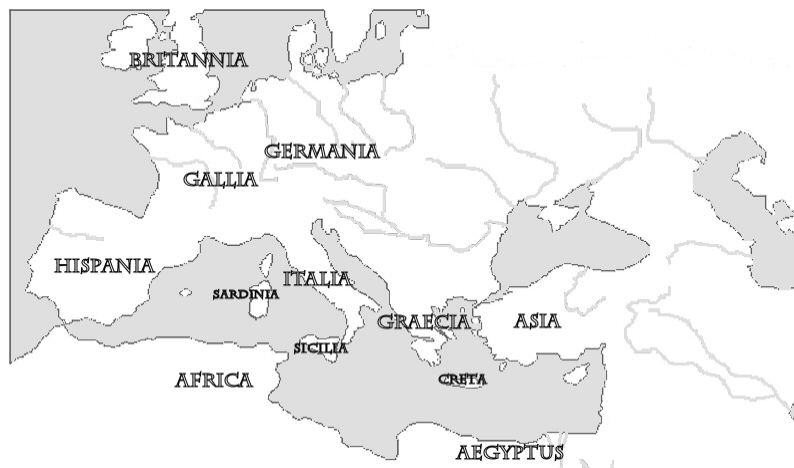 BRITANNIA
GERMANIA
GALLIA
HISPANIA
ITALIA
SARDINIA
GRAECIA
ASIA
SICILIA
AFRICA
CRETA
AEGYPTUS